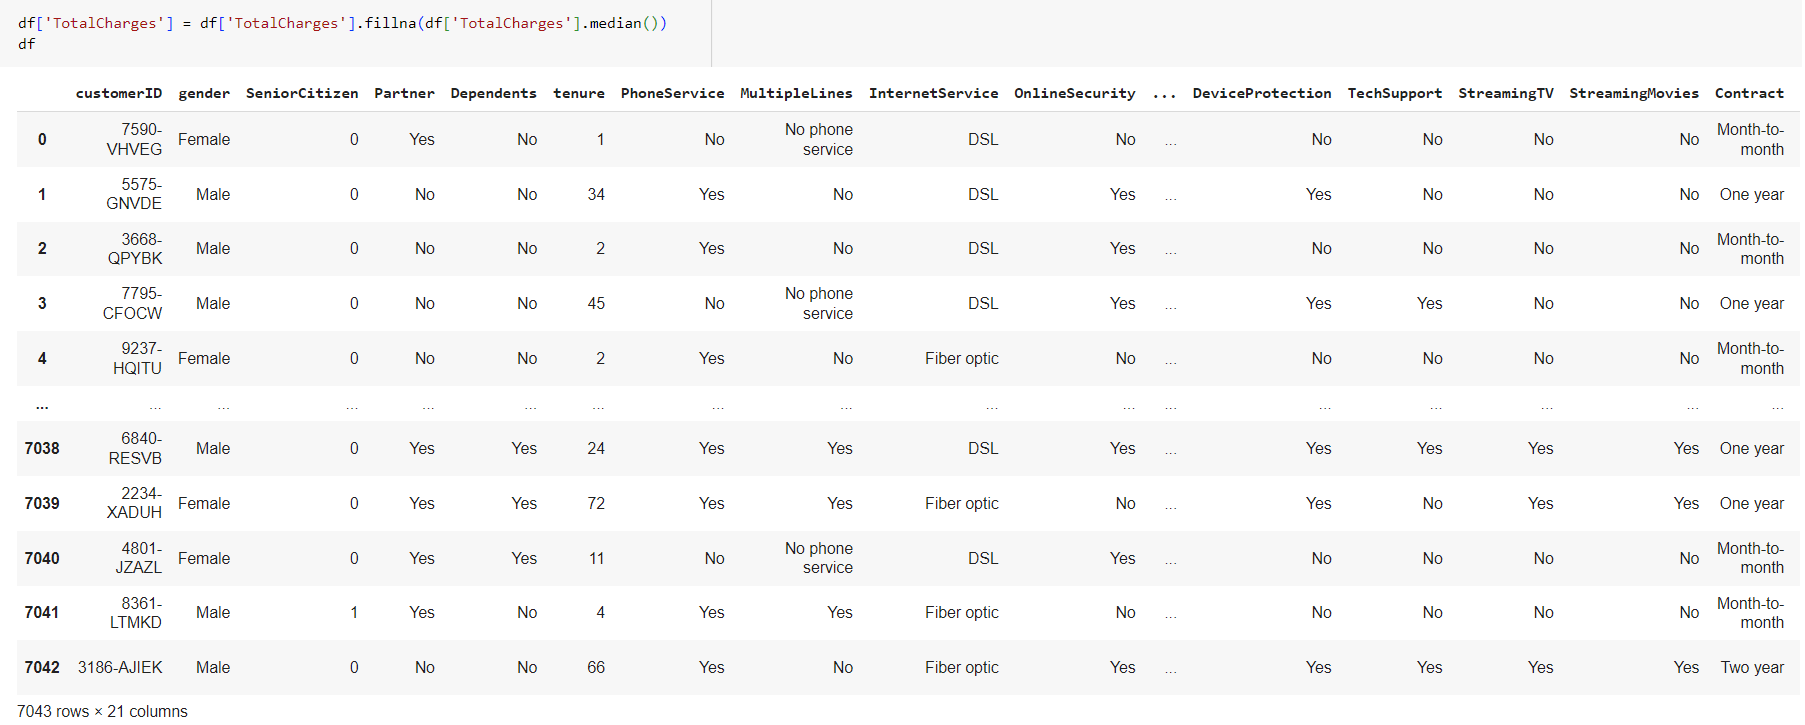 df['TotalCharges'] = df['TotalCharges'].fillna(df['TotalCharges'].median())
df
customerID gender SeniorCitizen Partner Dependents tenure PhoneService MultipleLines InternetService OnlineSecurity ... DeviceProtection TechSupport StreamingTV StreamingMovies Contract
0 7590-VHVEG Female 0 Yes No 1 No No phone service DSL No ... No No No No Month-to-month
1 5575-GNVDE Male 0 No No 34 Yes No DSL Yes ... Yes No No No One year
2 3668-QPYBK Male 0 No No 2 Yes No DSL Yes ... No No No No Month-to-month
3 7795-CFOCW Male 0 No No 45 No No phone service DSL Yes ... Yes Yes No No One year
4 9237-HQITU Female 0 No No 2 Yes No Fiber optic No ... No No No No Month-to-month
... ... ... ... ... ... ... ... ... ... ... ... ... ... ... ... ...
7038 6840-RESVB Male 0 Yes Yes 24 Yes Yes DSL Yes ... Yes Yes Yes Yes One year
7039 2234-XADUH Female 0 Yes Yes 72 Yes Yes Fiber optic No ... Yes No Yes Yes One year
7040 4801-JZAZL Female 0 Yes Yes 11 No No phone service DSL Yes ... No No No No Month-to-month
7041 8361-LTMKD Male 1 Yes No 4 Yes Yes Fiber optic No ... No No No No Month-to-month
7042 3186-AJIEK Male 0 No No 66 Yes No Fiber optic Yes ... Yes Yes Yes Yes Two year
7043 rows × 21 columns